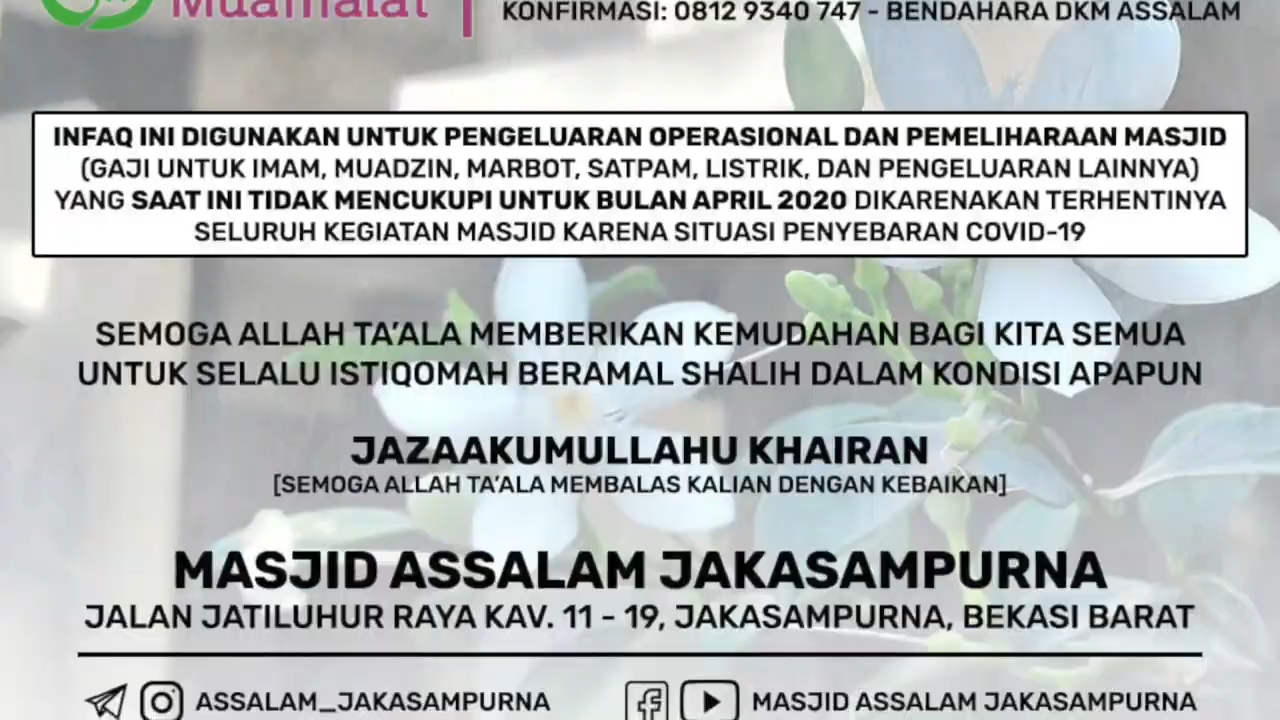 Muamalat
KONFIRMASI: 0812 9340 747 - BENDAHARA DKM ASSALAM
INFAQ INI DIGUNAKAN UNTUK PENGELUARAN OPERASIONAL DAN PEMELIHARAAN MASJID
(GAJI UNTUK IMAM, MUADZIN, MARBOT, SATPAM, LISTRIK, DAN PENGELUARAN LAINNYA)
YANG SAAT INI TIDAK MENCUKUPI UNTUK BULAN APRIL 2020 DIKARENAKAN TERHENTINYA
SELURUH KEGIATAN MASJID KARENA SITUASI PENYEBARAN COVID-19
SEMOGA ALLAH TA'ALA MEMBERIKAN KEMUDAHAN BAGI KITA SEMUA
UNTUK SELALU ISTIQOMAH BERAMAL SHALIH DALAM KONDISI APAPUN
JAZAAKUMULLAHU KHAIRAN
[SEMOGA ALLAH TA'ALA MEMBALAS KALIAN DENGAN KEBAIKAN]
MASJID ASSALAM JAKASAMPURNA
JALAN JATILUHUR RAYA KAV. 11 - 19, JAKASAMPURNA, BEKASI BARAT
ASSALAM_JAKASAMPURNA
MASJID ASSALAM JAKASAMPURNA